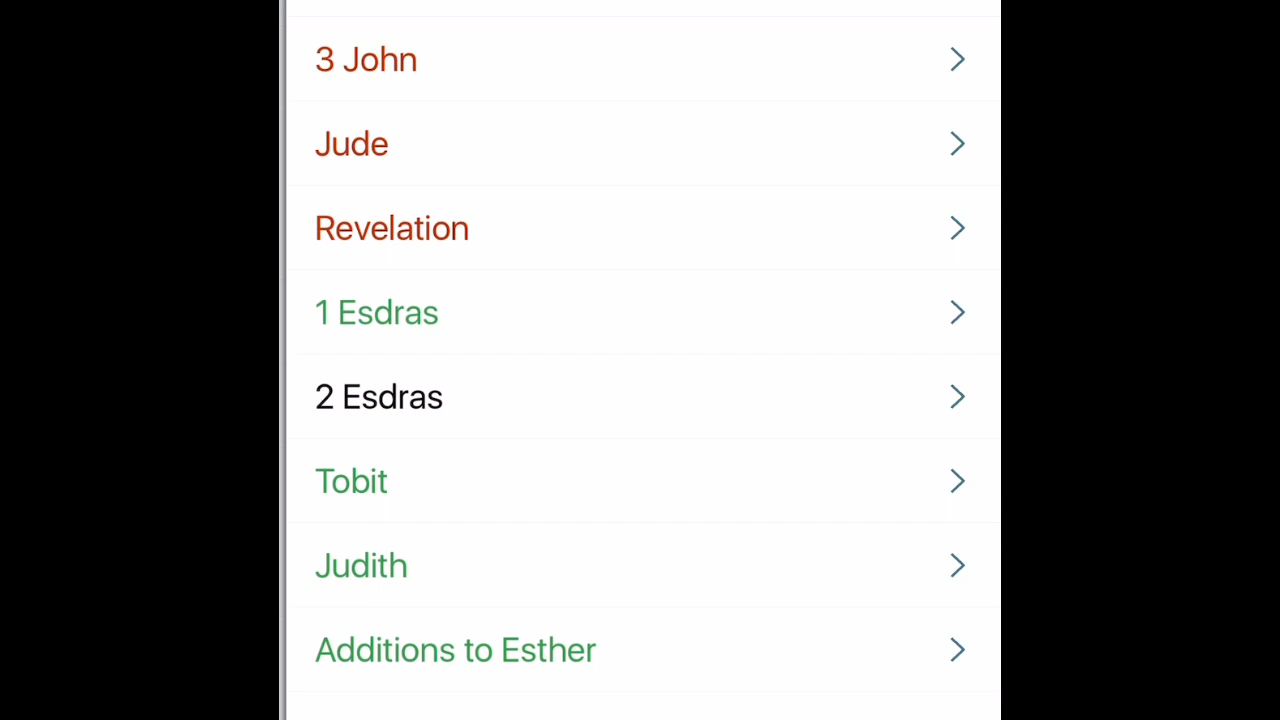 3 John
Jude
Revelation
1 Esdras
2 Esdras
Tobit
Judith
Additions to Esther